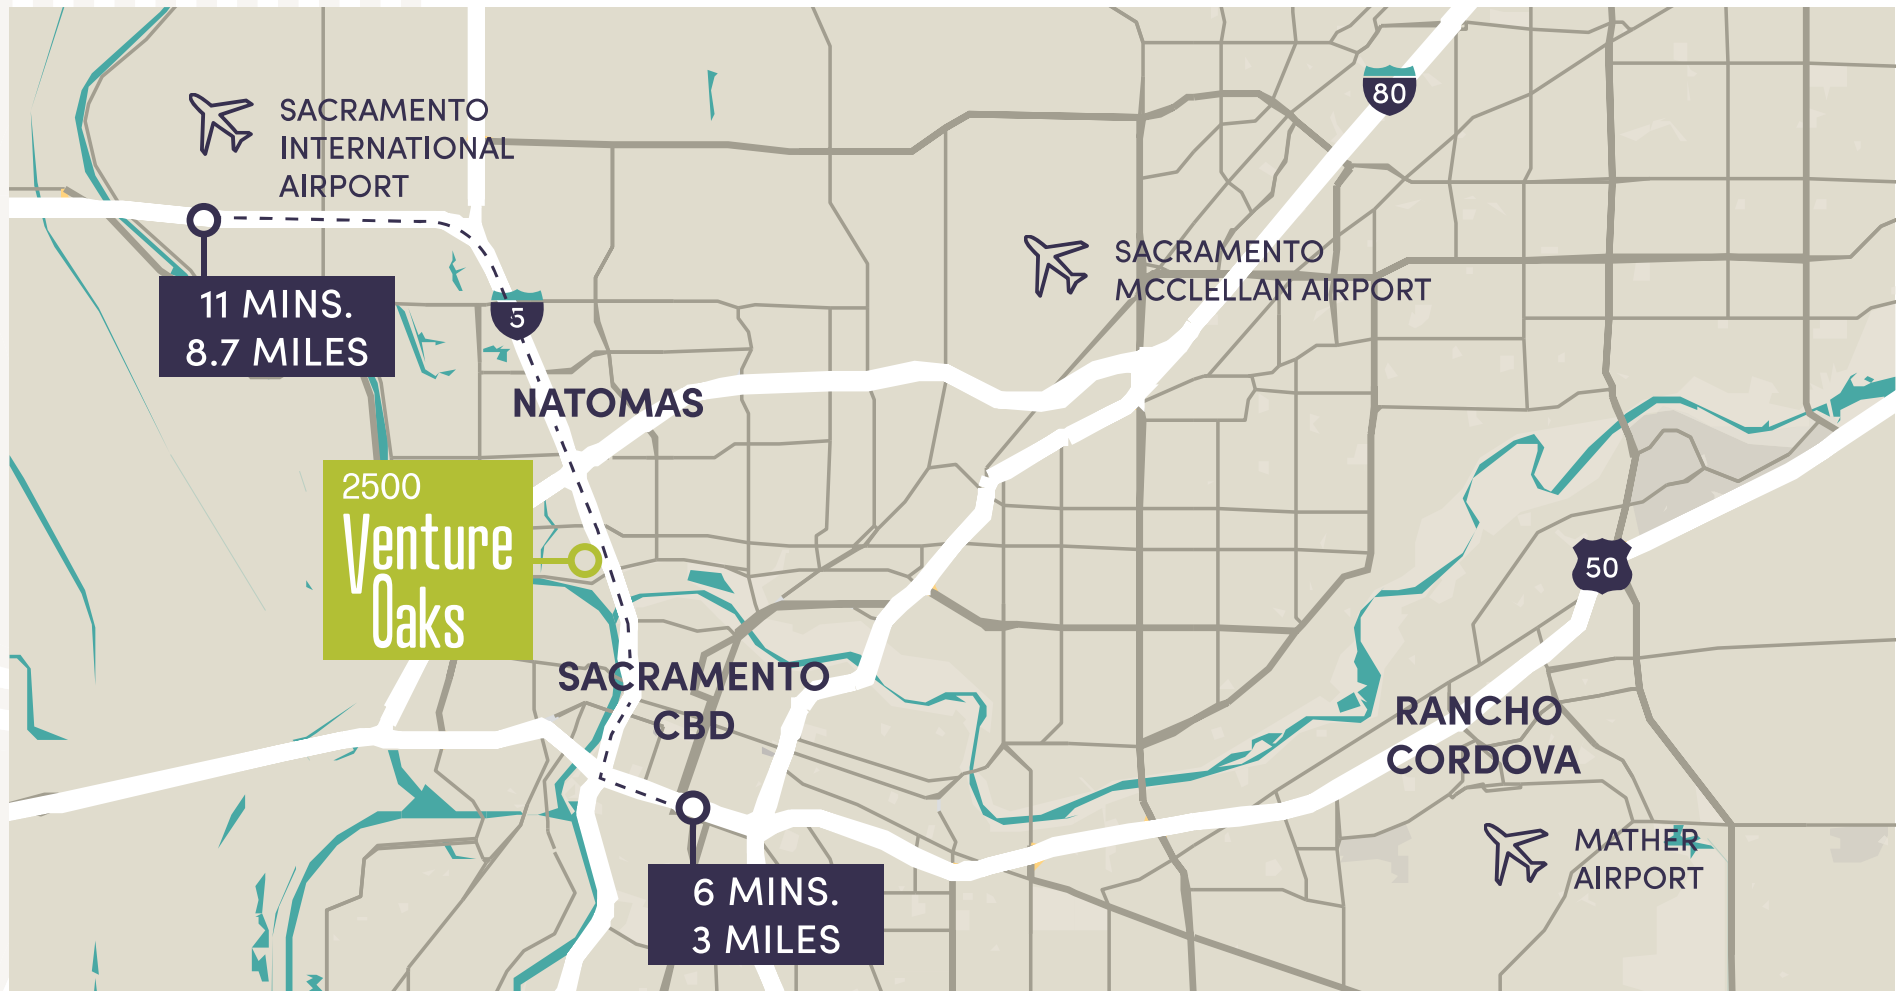 80
SACRAMENTO
INTERNATIONAL
AIRPORT
SACRAMENTO
MCCLELLAN AIRPORT
11 MINS.
8.7 MILES
5
NATOMAS
2500
Venture
Oaks
50
SACRAMENTO
CBD
RANCHO
CORDOVA
MATHER
AIRPORT
6 MINS.
3 MILES